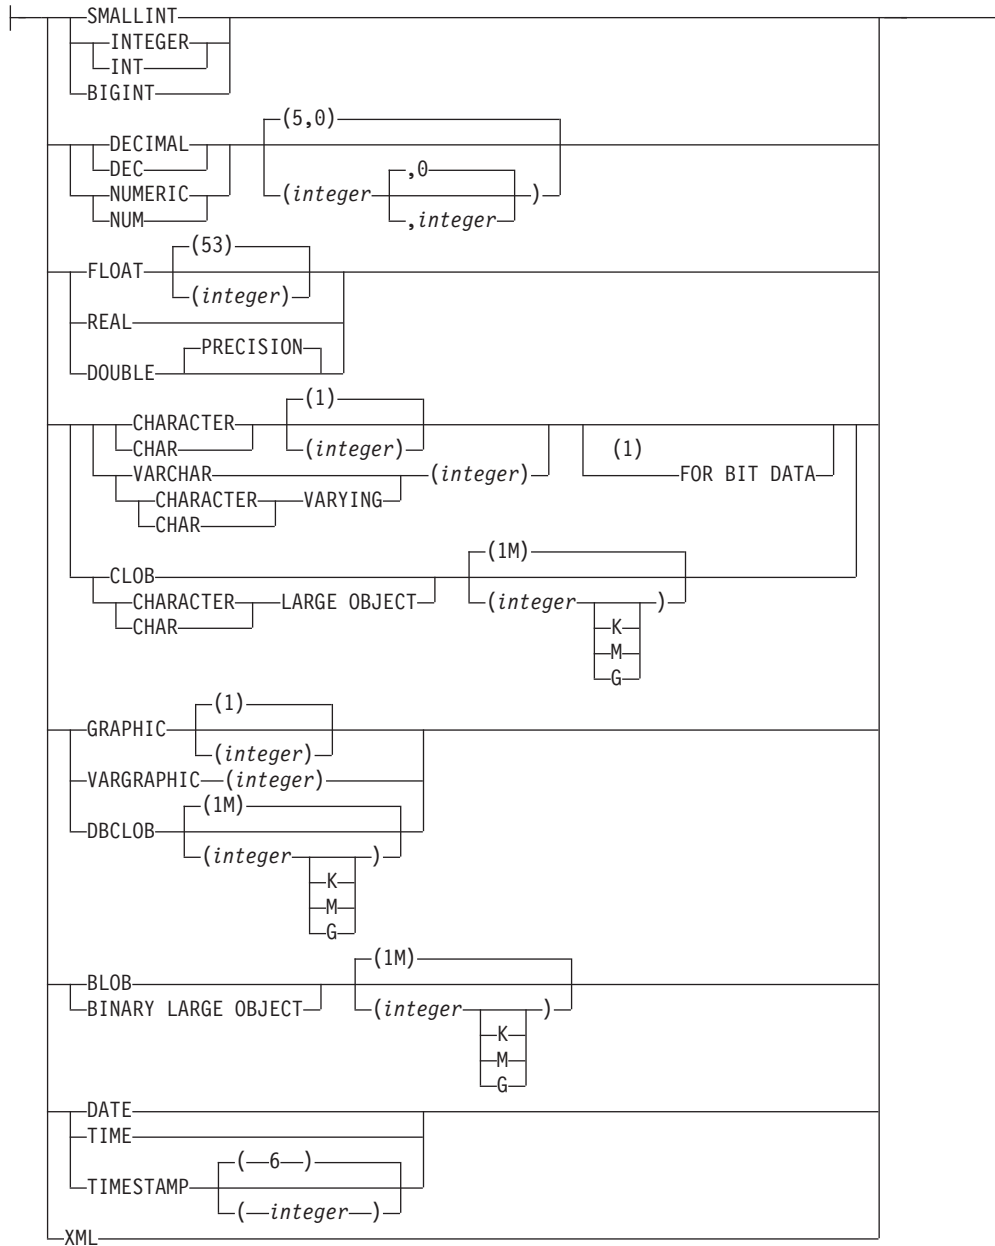 SMALLINT
INTEGER
INT
BIGINT
(5,0)
DECIMAL
DEC
,0
NUMERIC
(integer )
NUM
,integer
(53)
FLOAT
(integer)
REAL
PRECISION
DOUBLE
(1)
CHARACTER
CHAR
(integer)
(1)
VARCHAR
(integer)
FOR BIT DATA
CHARACTER
VARYING
CHAR
(1M)
CLOB
CHARACTER
LARGE OBJECT
(integer )
CHAR
K
M
G
(1)
GRAPHIC
(integer)
VARGRAPHIC (integer)
(1M)
DBCLOB
(integer )
K
M
G
(1M)
BLOB
BINARY LARGE OBJECT
(integer )
K
M
G
DATE
TIME
( 6 )
TIMESTAMP
( integer )
XML